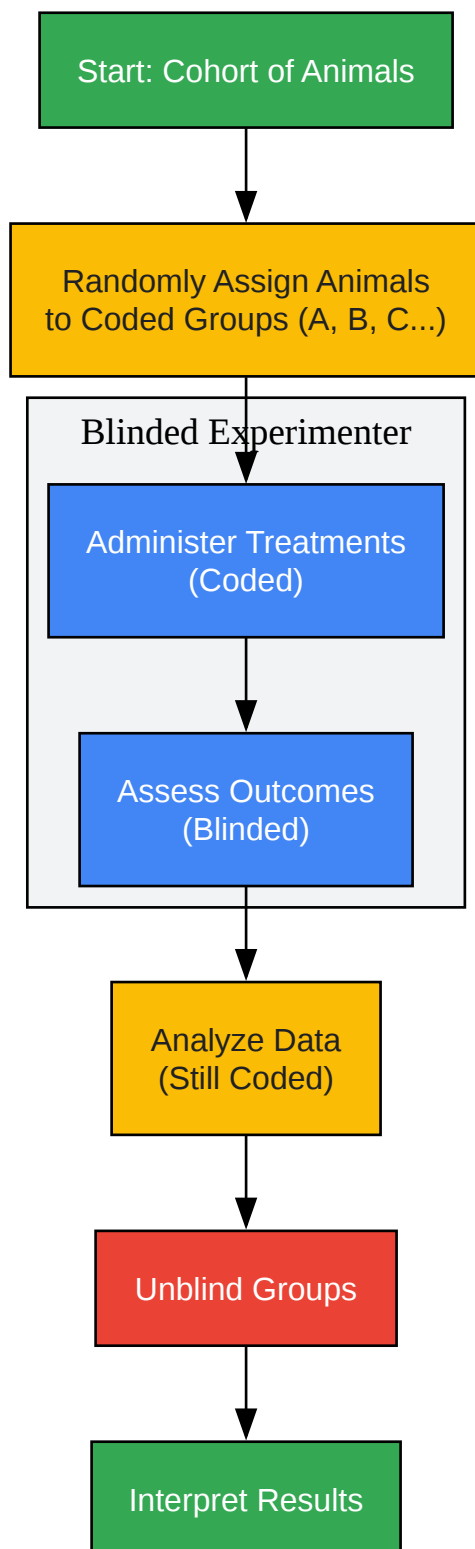 Start: Cohort of Animals
Randomly Assign Animals
to Coded Groups (A, B, C...)
Blinded Experimenter
Administer Treatments
(Coded)
Assess Outcomes
(Blinded)
Analyze Data
(Still Coded)
Unblind Groups
Interpret Results